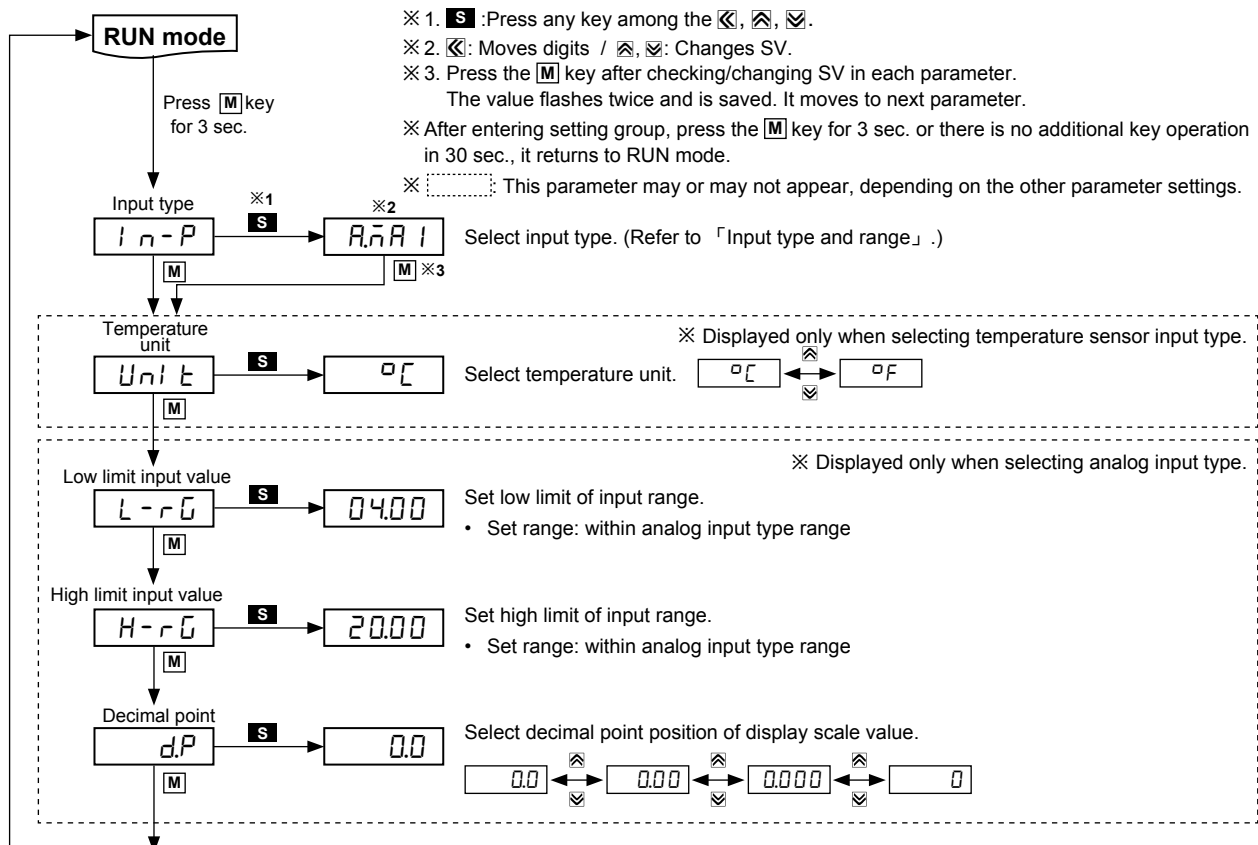 RUN mode
Press M key
for 3 sec.
※ 1. S :Press any key among the «, ︽, ︾.
※ 2. «: Moves digits / ︽, ︾: Changes SV.
※ 3. Press the M key after checking/changing SV in each parameter.
The value flashes twice and is saved. It moves to next parameter.
※ After entering setting group, press the M key for 3 sec. or there is no additional key operation
in 30 sec., it returns to RUN mode.
※ : This parameter may or may not appear, depending on the other parameter settings.
Input type ※1 ※2
In-P S A.mA1 Select input type. (Refer to 「Input type and range」.)
M M ※3
※ Displayed only when selecting temperature sensor input type.
Temperature
unit
UnIt S °C Select temperature unit. °C ︽ ︾ °F
M
※ Displayed only when selecting analog input type.
Low limit input value
L-rG S 04.00 Set low limit of input range.
• Set range: within analog input type range
M
High limit input value
H-rG S 20.00 Set high limit of input range.
• Set range: within analog input type range
M
Decimal point
d.P S 0.0 Select decimal point position of display scale value.
M
0.0 ︽ ︾ 0.00 ︽ ︾ 0.000 ︽ ︾ 0